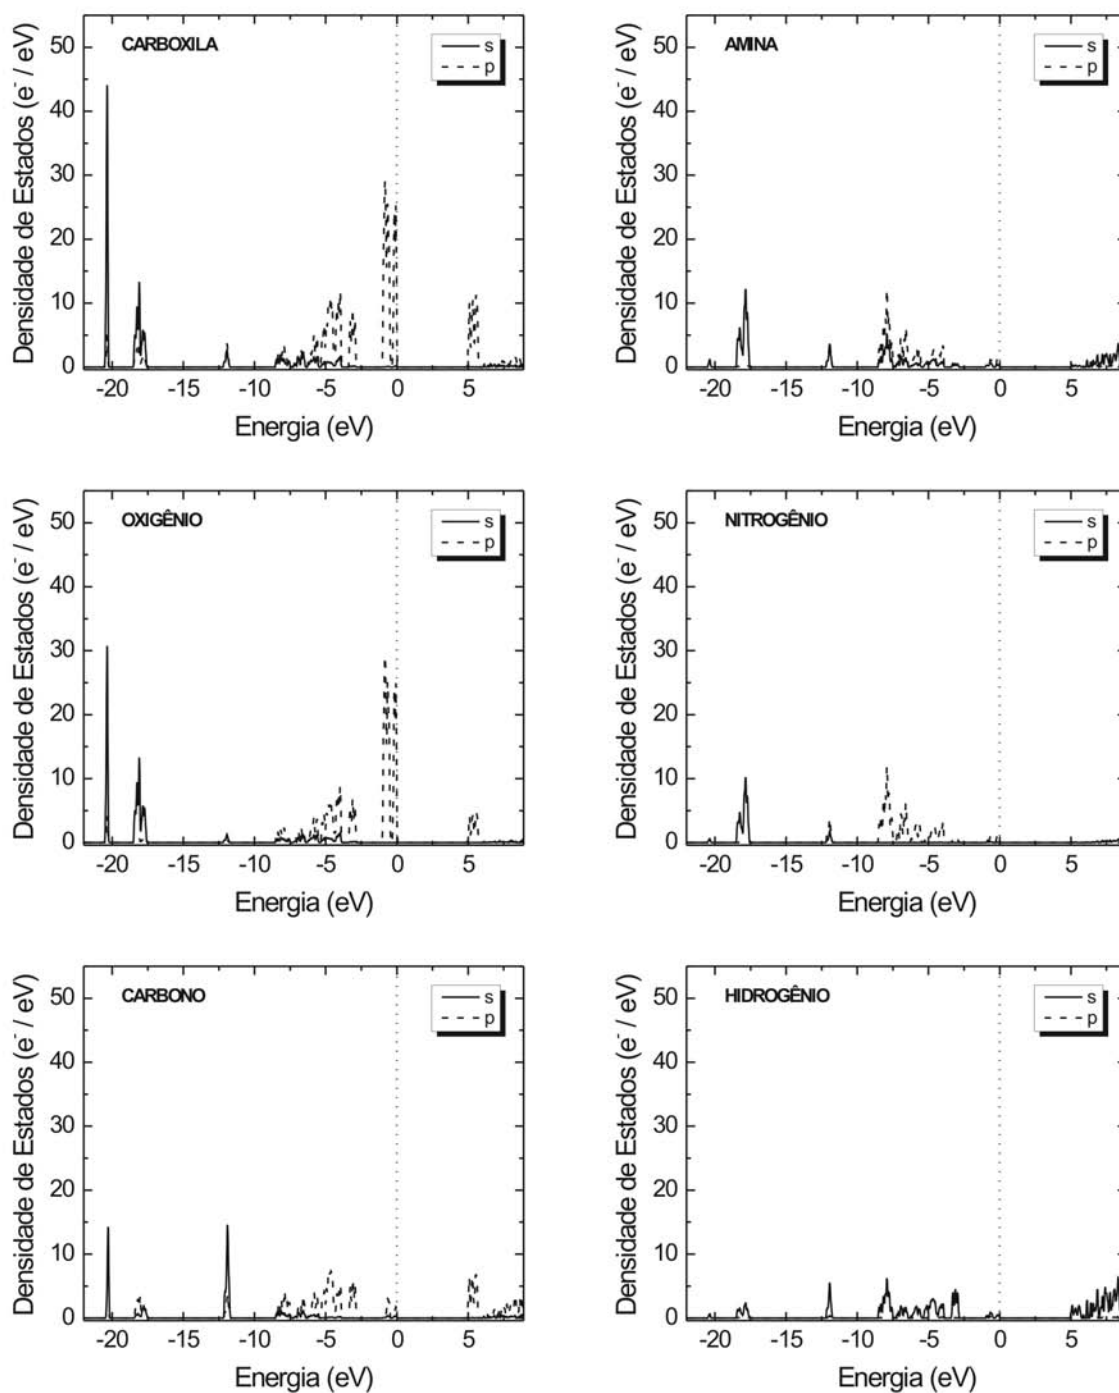 CARBOXILA
s
p
50
40
30
20
10
0
-20 -15 -10 -5 0 5
Densidade de Estados (e⁻ / eV)
Energia (eV)
AMINA
s
p
50
40
30
20
10
0
-20 -15 -10 -5 0 5
Densidade de Estados (e⁻ / eV)
Energia (eV)
OXIGÊNIO
s
p
50
40
30
20
10
0
-20 -15 -10 -5 0 5
Densidade de Estados (e⁻ / eV)
Energia (eV)
NITROGÊNIO
s
p
50
40
30
20
10
0
-20 -15 -10 -5 0 5
Densidade de Estados (e⁻ / eV)
Energia (eV)
CARBONO
s
p
50
40
30
20
10
0
-20 -15 -10 -5 0 5
Densidade de Estados (e⁻ / eV)
Energia (eV)
HIDROGÊNIO
s
p
50
40
30
20
10
0
-20 -15 -10 -5 0 5
Densidade de Estados (e⁻ / eV)
Energia (eV)